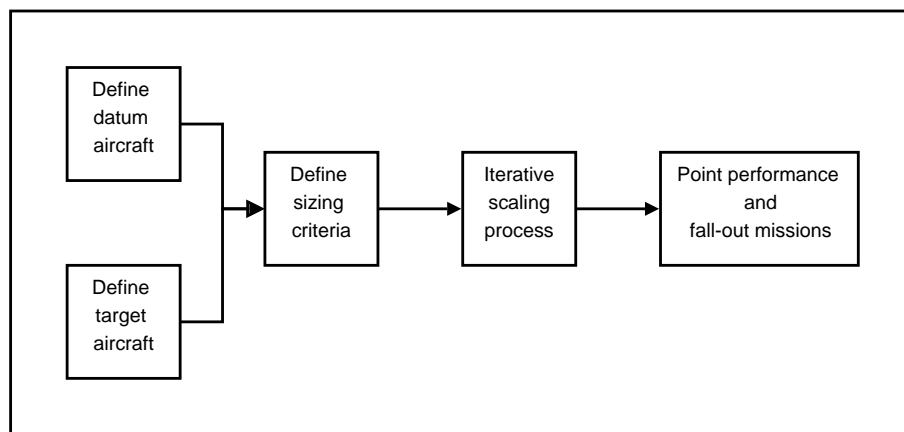 Define
datum
aircraft
Define
target
aircraft
Define
sizing
criteria
Iterative
scaling
process
Point performance
and
fall-out missions